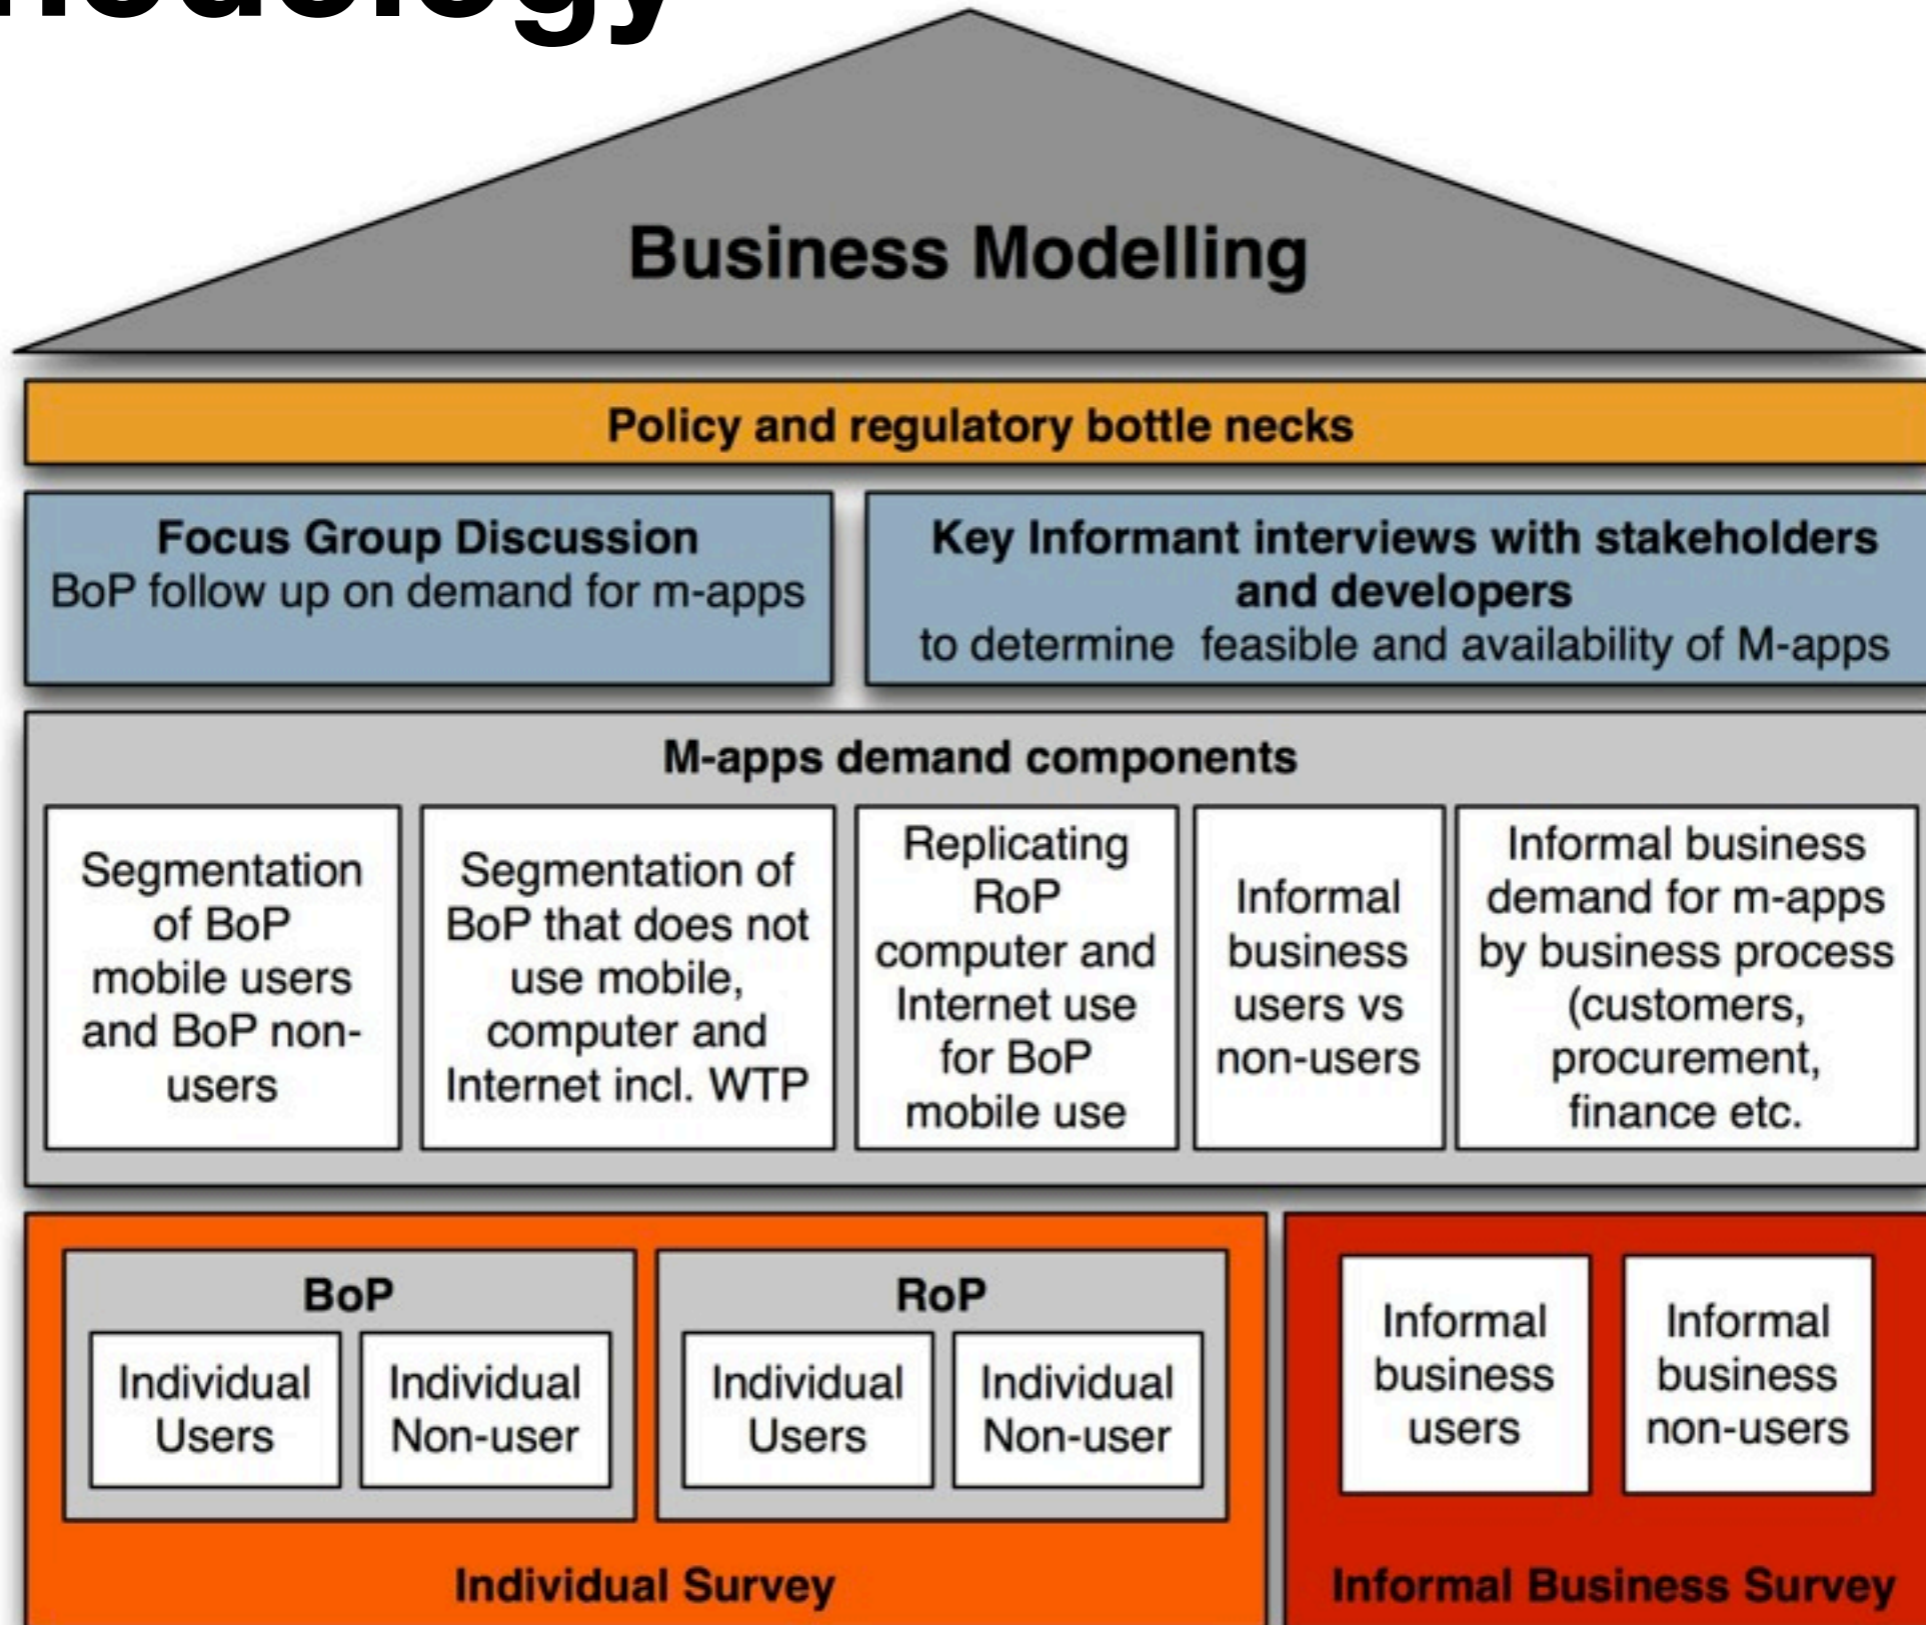 Business Modelling
Policy and regulatory bottle necks
Focus Group Discussion
BoP follow up on demand for m-apps
Key Informant interviews with stakeholders
and developers
to determine feasible and availability of M-apps
M-apps demand components
Segmentation
of BoP
mobile users
and BoP non-
users
Segmentation of
BoP that does not
use mobile,
computer and
Internet incl. WTP
Replicating
RoP
computer and
Internet use
for BoP
mobile use
Informal
business
users vs
non-users
Informal business
demand for m-apps
by business process
(customers,
procurement,
finance etc.
BoP
Individual
Users
Individual
Non-user
RoP
Individual
Users
Individual
Non-user
Individual Survey
Informal
business
users
Informal
business
non-users
Informal Business Survey